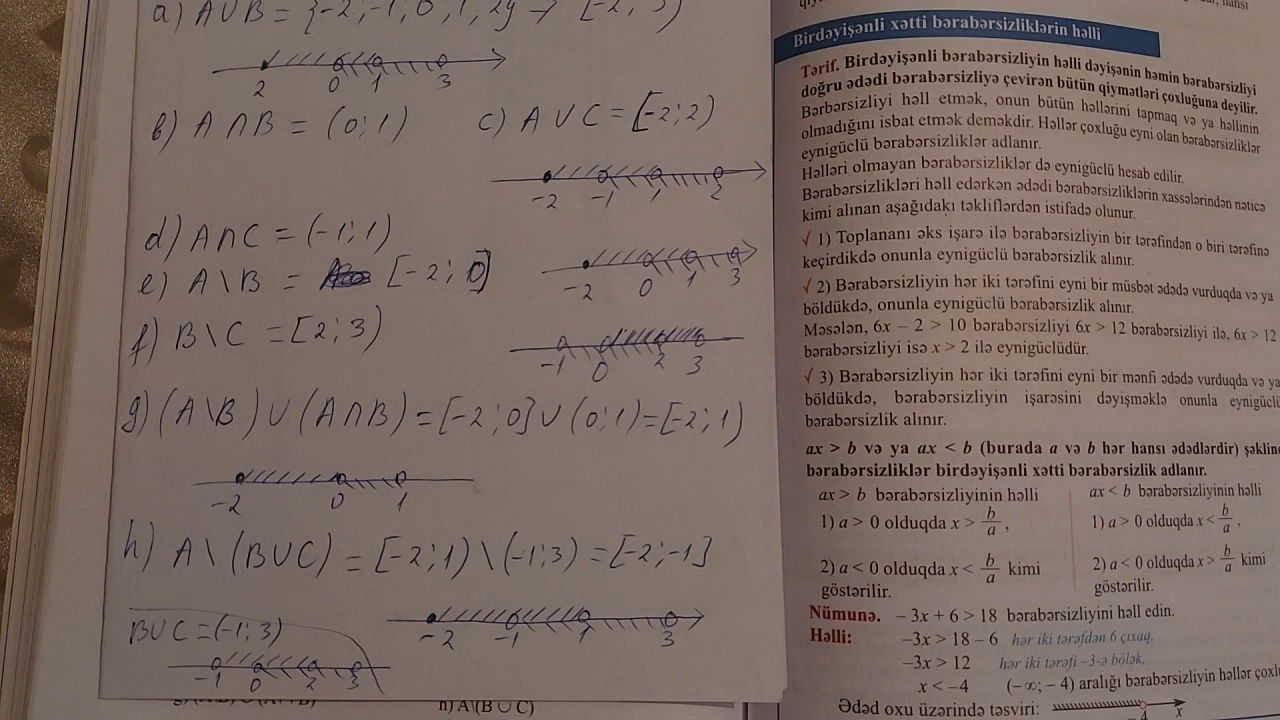 a) A∪B = {-2, -1, 0, 1, 2} → [-2, 3)
2 0 1 3
b) A∩B = (0; 1) c) A∪C = [-2; 2)
-2 -1 1 2
d) A∩C = (-1; 1)
e) A\B = [-2; 0]
-2 0 1 3
f) B\C = [2; 3)
-1 0 2 3
g) (A\B)∪(A∩B) = [-2; 0]∪(0; 1) = [-2; 1)
-2 0 1
h) A\(B∪C) = [-2; 1)\(-1; 3) = [-2; -1]
B∪C = (-1; 3)
-2 -1 1 3
-1 0 2 3
h) A\(B∪C)
Birdəyişənli xətti bərabərsizliklərin həlli
Tərif. Birdəyişənli bərabərsizliyin həlli dəyişənin həmin bərabərsizliyi
doğru ədədi bərabərsizliyə çevirən bütün qiymətləri çoxluğuna deyilir.
Bərbərsizliyi həll etmək, onun bütün həllərini tapmaq və ya həllinin
olmadığını isbat etmək deməkdir. Həllər çoxluğu eyni olan bərabərsizliklər
eynigüclü bərabərsizliklər adlanır.
Həlləri olmayan bərabərsizliklər də eynigüclü hesab edilir.
Bərabərsizlikləri həll edərkən ədədi bərabərsizliklərin xassələrindən nəticə
kimi alınan aşağıdakı təkliflərdən istifadə olunur.
√ 1) Toplananı əks işarə ilə bərabərsizliyin bir tərəfindən o biri tərəfinə
keçirdikdə onunla eynigüclü bərabərsizlik alınır.
√ 2) Bərabərsizliyin hər iki tərəfini eyni bir müsbət ədədə vurduqda və ya
böldükdə, onunla eynigüclü bərabərsizlik alınır.
Məsələn, 6x − 2 > 10 bərabərsizliyi 6x > 12 bərabərsizliyi ilə, 6x > 12
bərabərsizliyi isə x > 2 ilə eynigüclüdür.
√ 3) Bərabərsizliyin hər iki tərəfini eyni bir mənfi ədədə vurduqda və ya
böldükdə, bərabərsizliyin işarəsini dəyişməklə onunla eynigüclü
bərabərsizlik alınır.
ax > b və ya ax < b (burada a və b hər hansı ədədlərdir) şəklin
bərabərsizliklər birdəyişənli xətti bərabərsizlik adlanır.
ax > b bərabərsizliyinin həlli ax < b bərabərsizliyinin həlli
1) a > 0 olduqda x > b/a, 1) a > 0 olduqda x < b/a,
2) a < 0 olduqda x < b/a kimi 2) a < 0 olduqda x > b/a kimi
göstərilir. göstərilir.
Nümunə. − 3x + 6 > 18 bərabərsizliyini həll edin.
Həlli: −3x > 18 − 6 hər iki tərəfdən 6 çıxaq,
−3x > 12 hər iki tərəfi −3-ə bölək,
x < −4 (−∞; − 4) aralığı bərabərsizliyin həllər
Ədəd oxu üzərində təsviri: −4 x